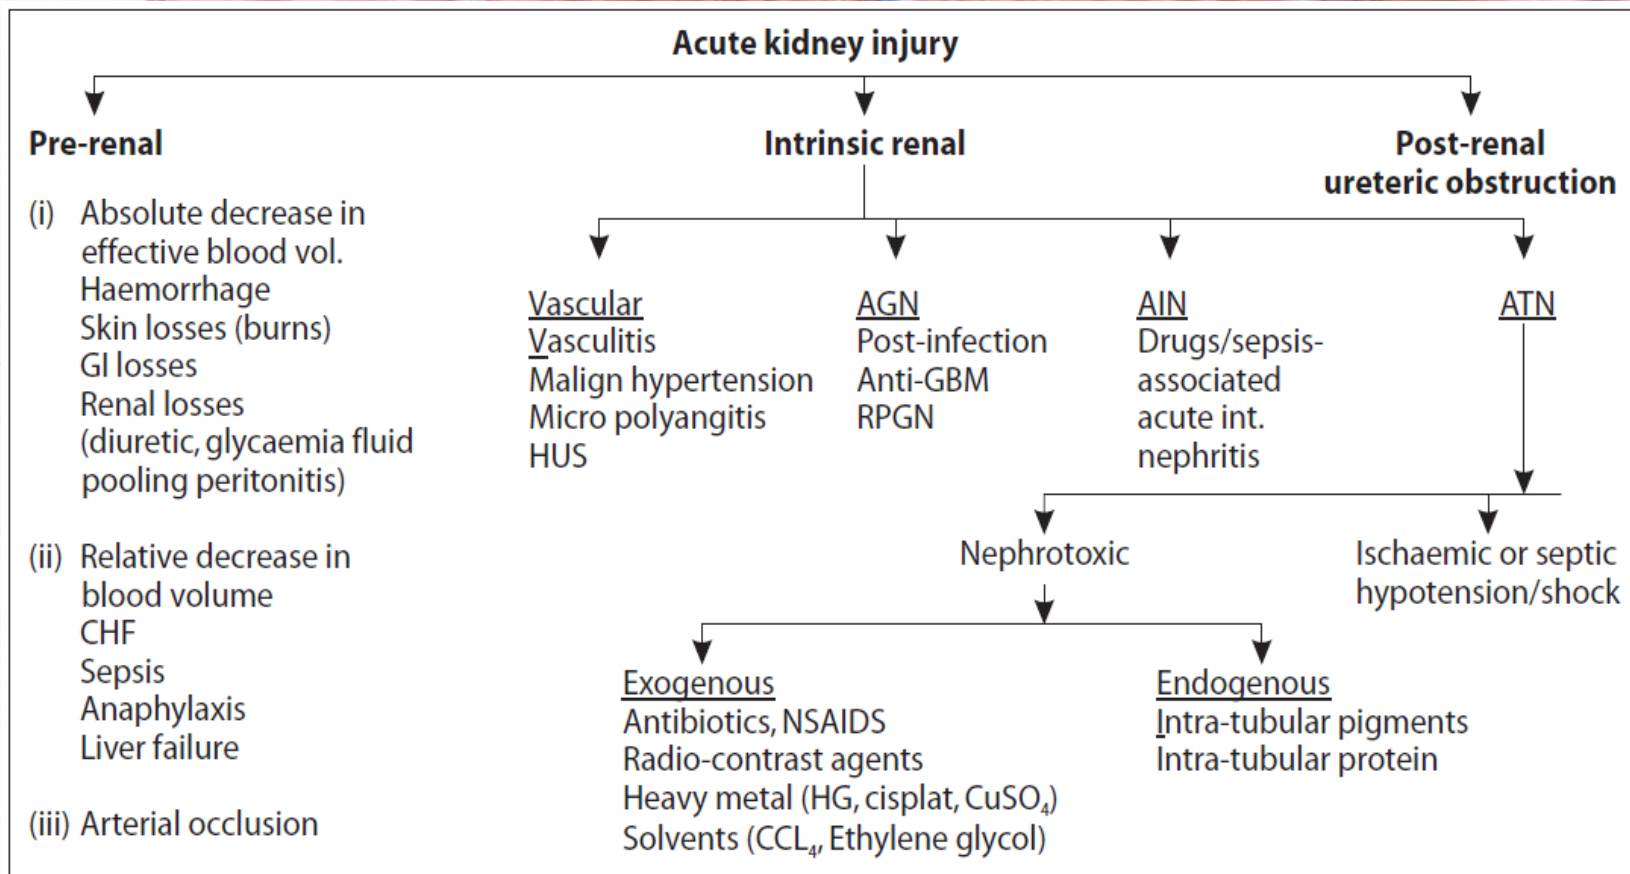 Acute kidney injury
Pre-renal
(i) Absolute decrease in
effective blood vol.
Haemorrhage
Skin losses (burns)
GI losses
Renal losses
(diuretic, glycaemia fluid
pooling peritonitis)
(ii) Relative decrease in
blood volume
CHF
Sepsis
Anaphylaxis
Liver failure
(iii) Arterial occlusion
Intrinsic renal
Vascular
Vasculitis
Malign hypertension
Micro polyangitis
HUS
AGN
Post-infection
Anti-GBM
RPGN
AIN
Drugs/sepsis-
associated
acute int.
nephritis
ATN
Nephrotoxic
Exogenous
Antibiotics, NSAIDS
Radio-contrast agents
Heavy metal (HG, cisplat, CuSO₄)
Solvents (CCL₄, Ethylene glycol)
Endogenous
Intra-tubular pigments
Intra-tubular protein
Ischaemic or septic
hypotension/shock
Post-renal
ureteric obstruction